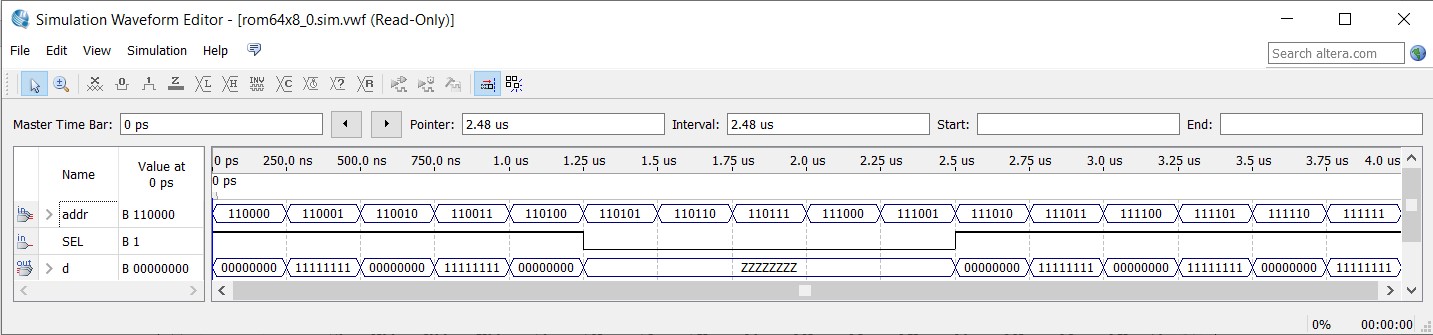 Simulation Waveform Editor - [rom64x8_0.sim.vwf (Read-Only)]
File Edit View Simulation Help
Search altera.com
Master Time Bar: 0 ps Pointer: 2.48 us Interval: 2.48 us Start: End:
Name Value at 0 ps
0 ps 250.0 ns 500.0 ns 750.0 ns 1.0 us 1.25 us 1.5 us 1.75 us 2.0 us 2.25 us 2.5 us 2.75 us 3.0 us 3.25 us 3.5 us 3.75 us 4.0 us
0 ps
in addr B 110000 110000 110001 110010 110011 110100 110101 110110 110111 111000 111001 111010 111011 111100 111101 111110 111111
in SEL B 1
out d B 00000000 00000000 11111111 00000000 11111111 00000000 ZZZZZZZZ 00000000 11111111 00000000 11111111 00000000 11111111
0% 00:00:00